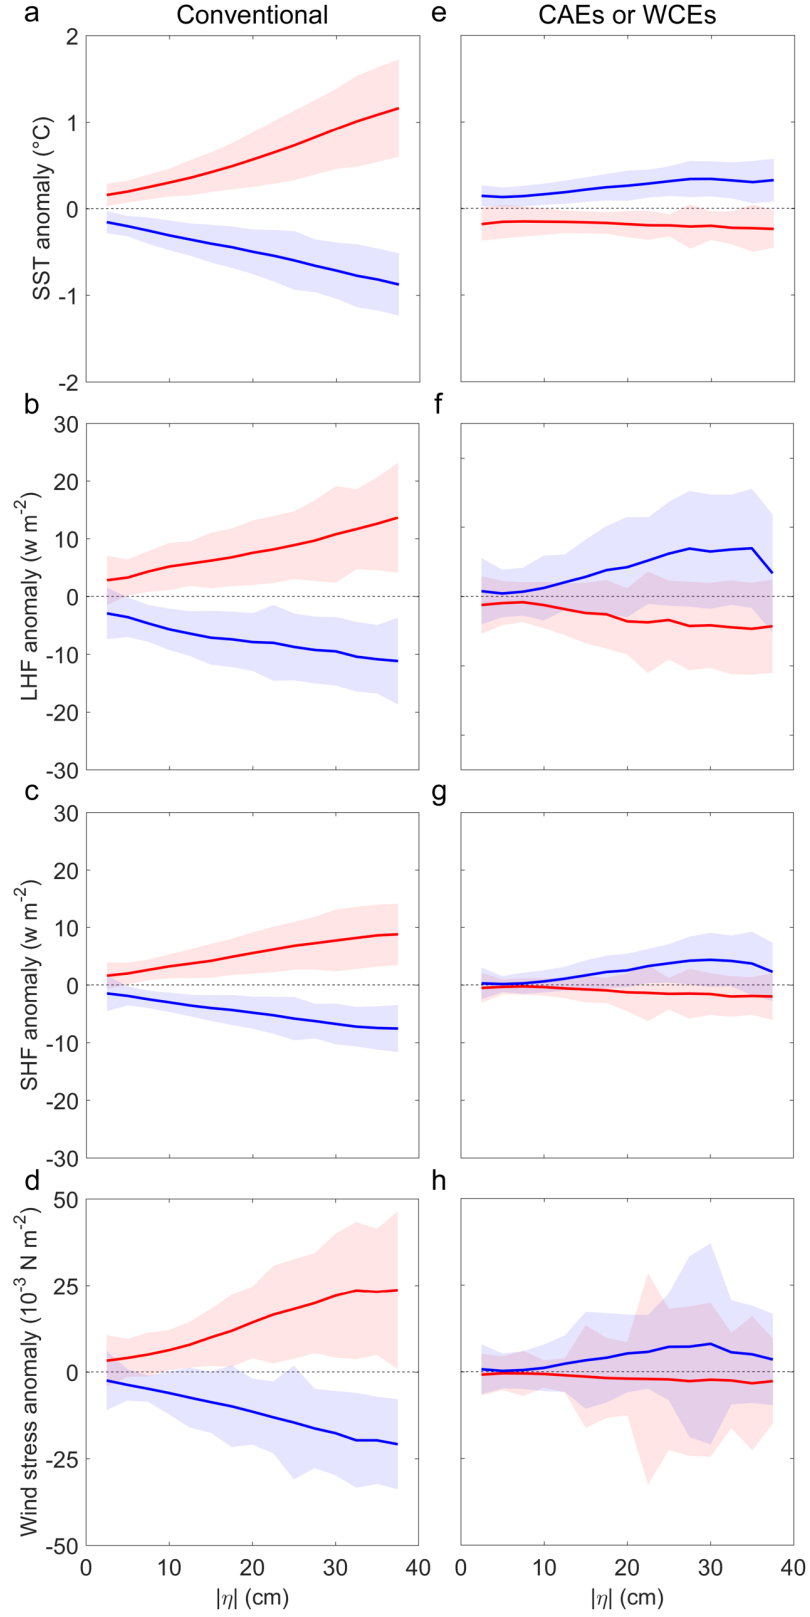 a Conventional e CAEs or WCEs
2
1
0
-1
-2
SST anomaly (°C)
b f
30
20
10
0
-10
-20
-30
LHF anomaly (w m-2)
c g
30
20
10
0
-10
-20
-30
SHF anomaly (w m-2)
d h
50
25
0
-25
-50
Wind stress anomaly (10-3 N m-2)
0 10 20 30 40 0 10 20 30 40
|η| (cm) |η| (cm)